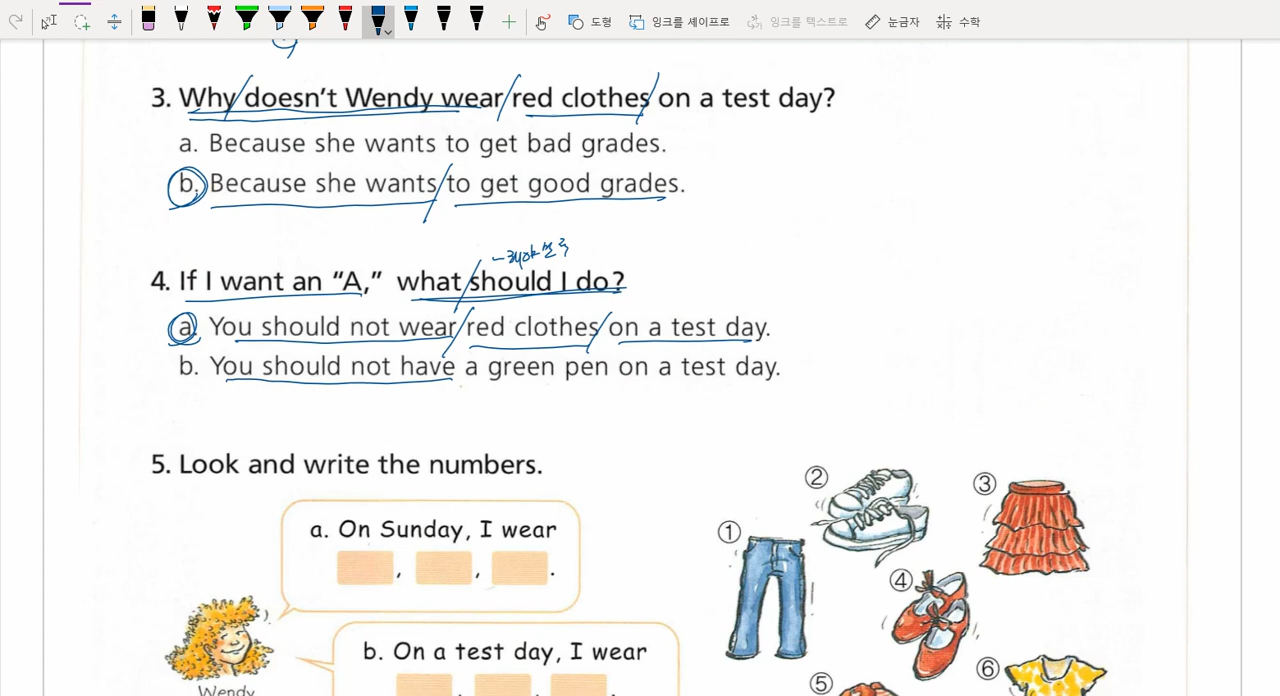 도형
잉크를 셰이프로
잉크를 텍스트로
눈금자
수학
3. Why doesn't Wendy wear red clothes on a test day?
a. Because she wants to get bad grades.
b. Because she wants to get good grades.
4. If I want an “A,” what should I do?
a. You should not wear red clothes on a test day.
b. You should not have a green pen on a test day.
5. Look and write the numbers.
a. On Sunday, I wear
, , .
b. On a test day, I wear
, , .
Wendy
①
②
③
④
⑤
⑥